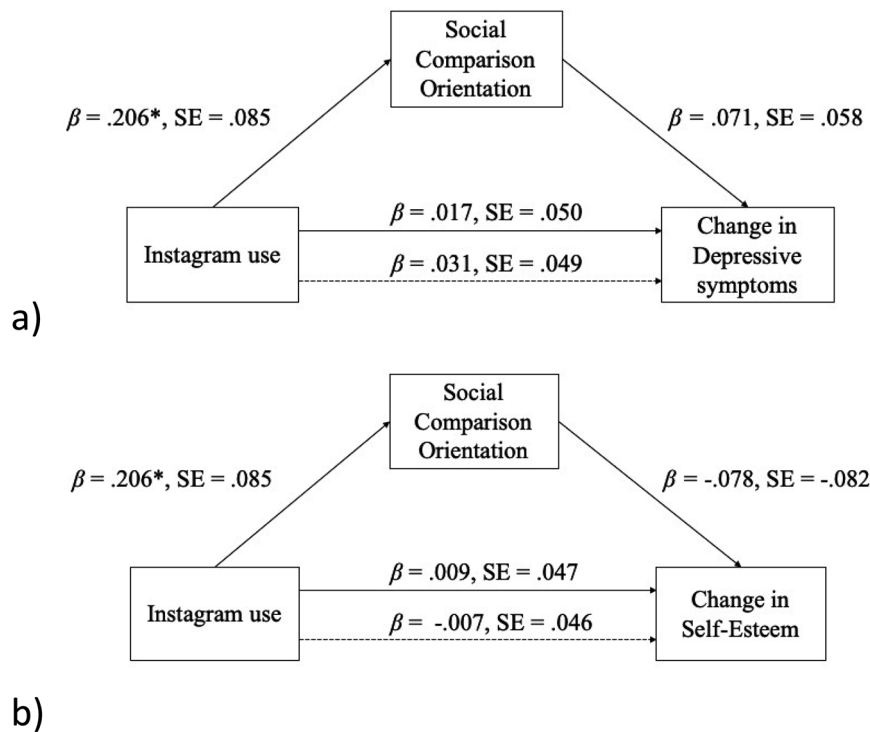 Social
Comparison
Orientation
β = .206*, SE = .085
β = .071, SE = .058
Instagram use
β = .017, SE = .050
β = .031, SE = .049
Change in
Depressive
symptoms
a)
Social
Comparison
Orientation
β = .206*, SE = .085
β = -.078, SE = -.082
Instagram use
β = .009, SE = .047
β = -.007, SE = .046
Change in
Self-Esteem
b)